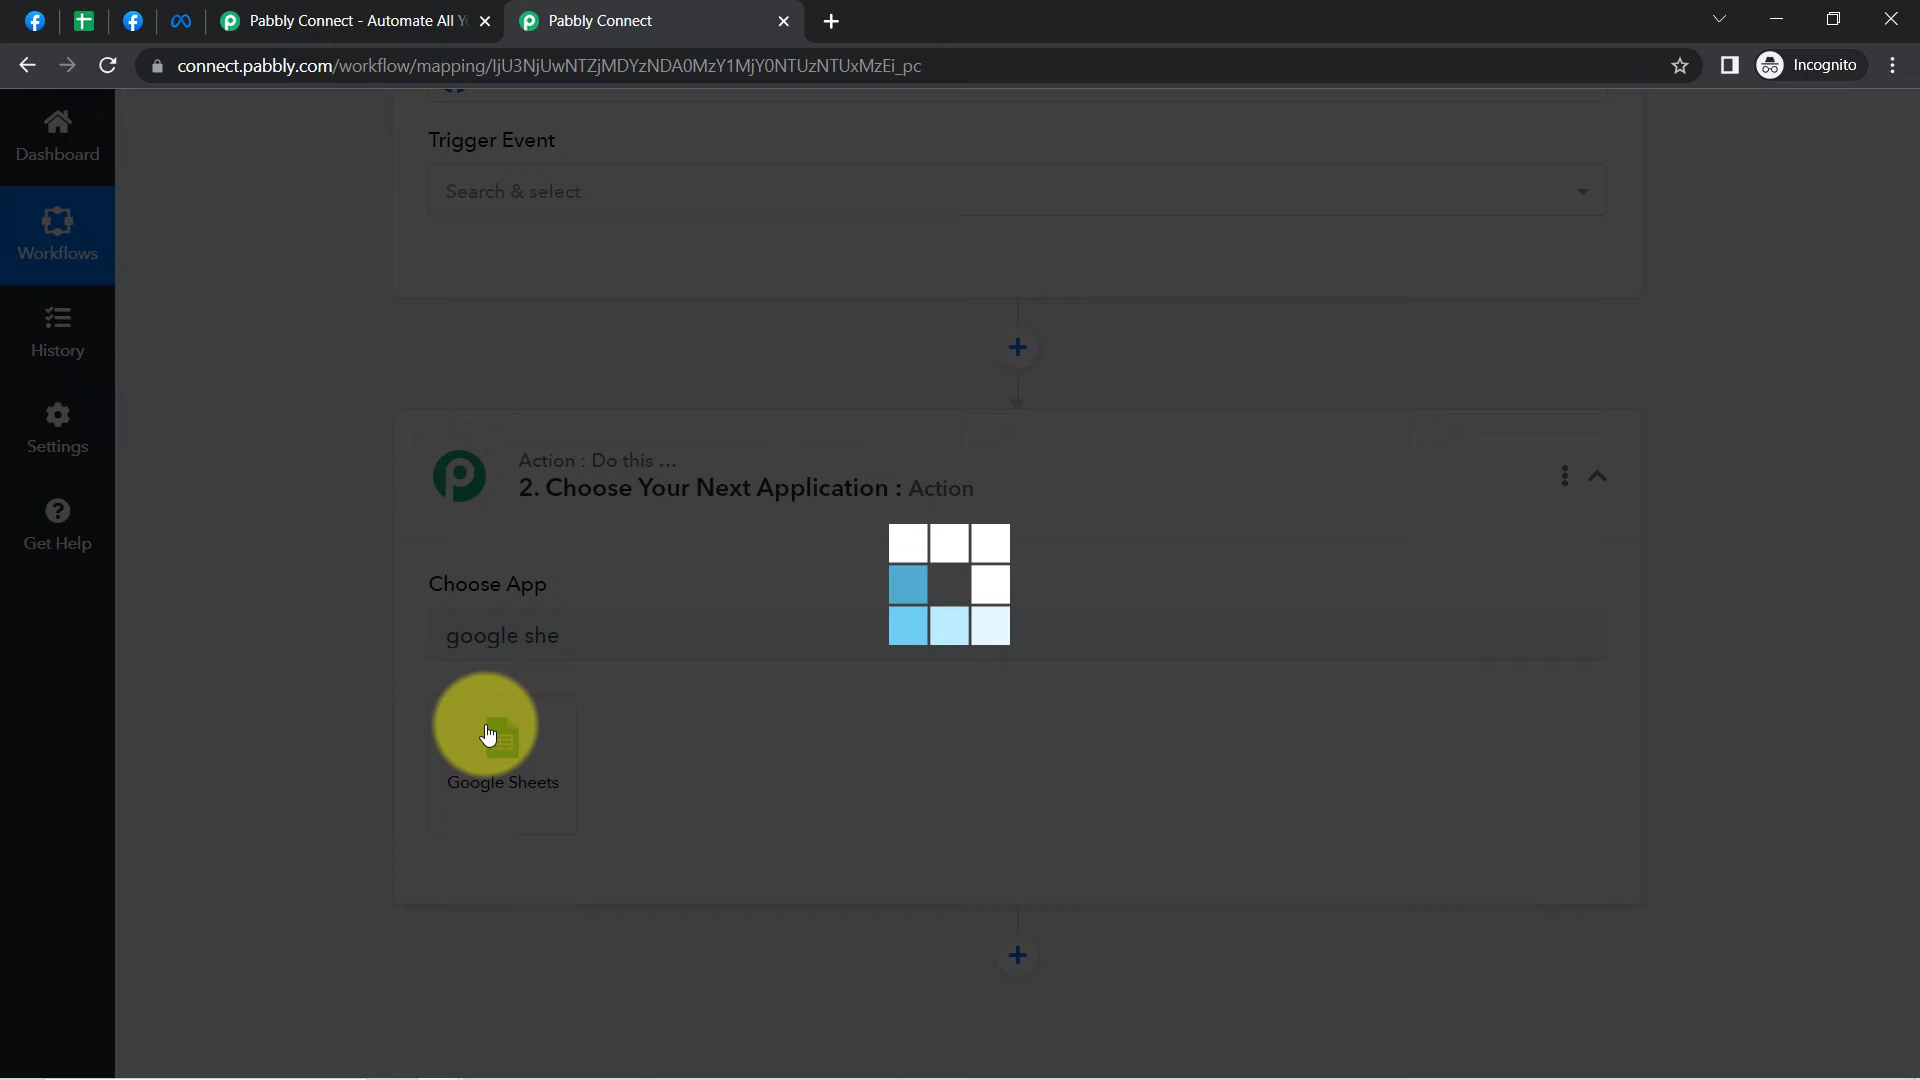 Pabbly Connect - Automate All Yo
Pabbly Connect
connect.pabbly.com/workflow/mapping/IjU3NjUwNTZjMDYzNDA0MzY1MjY0NTUzNTUxMzEi_pc
Incognito
Dashboard
Workflows
History
Settings
Get Help
Trigger Event
Search & select
Action : Do this ...
2. Choose Your Next Application : Action
Choose App
google she
Google Sheets